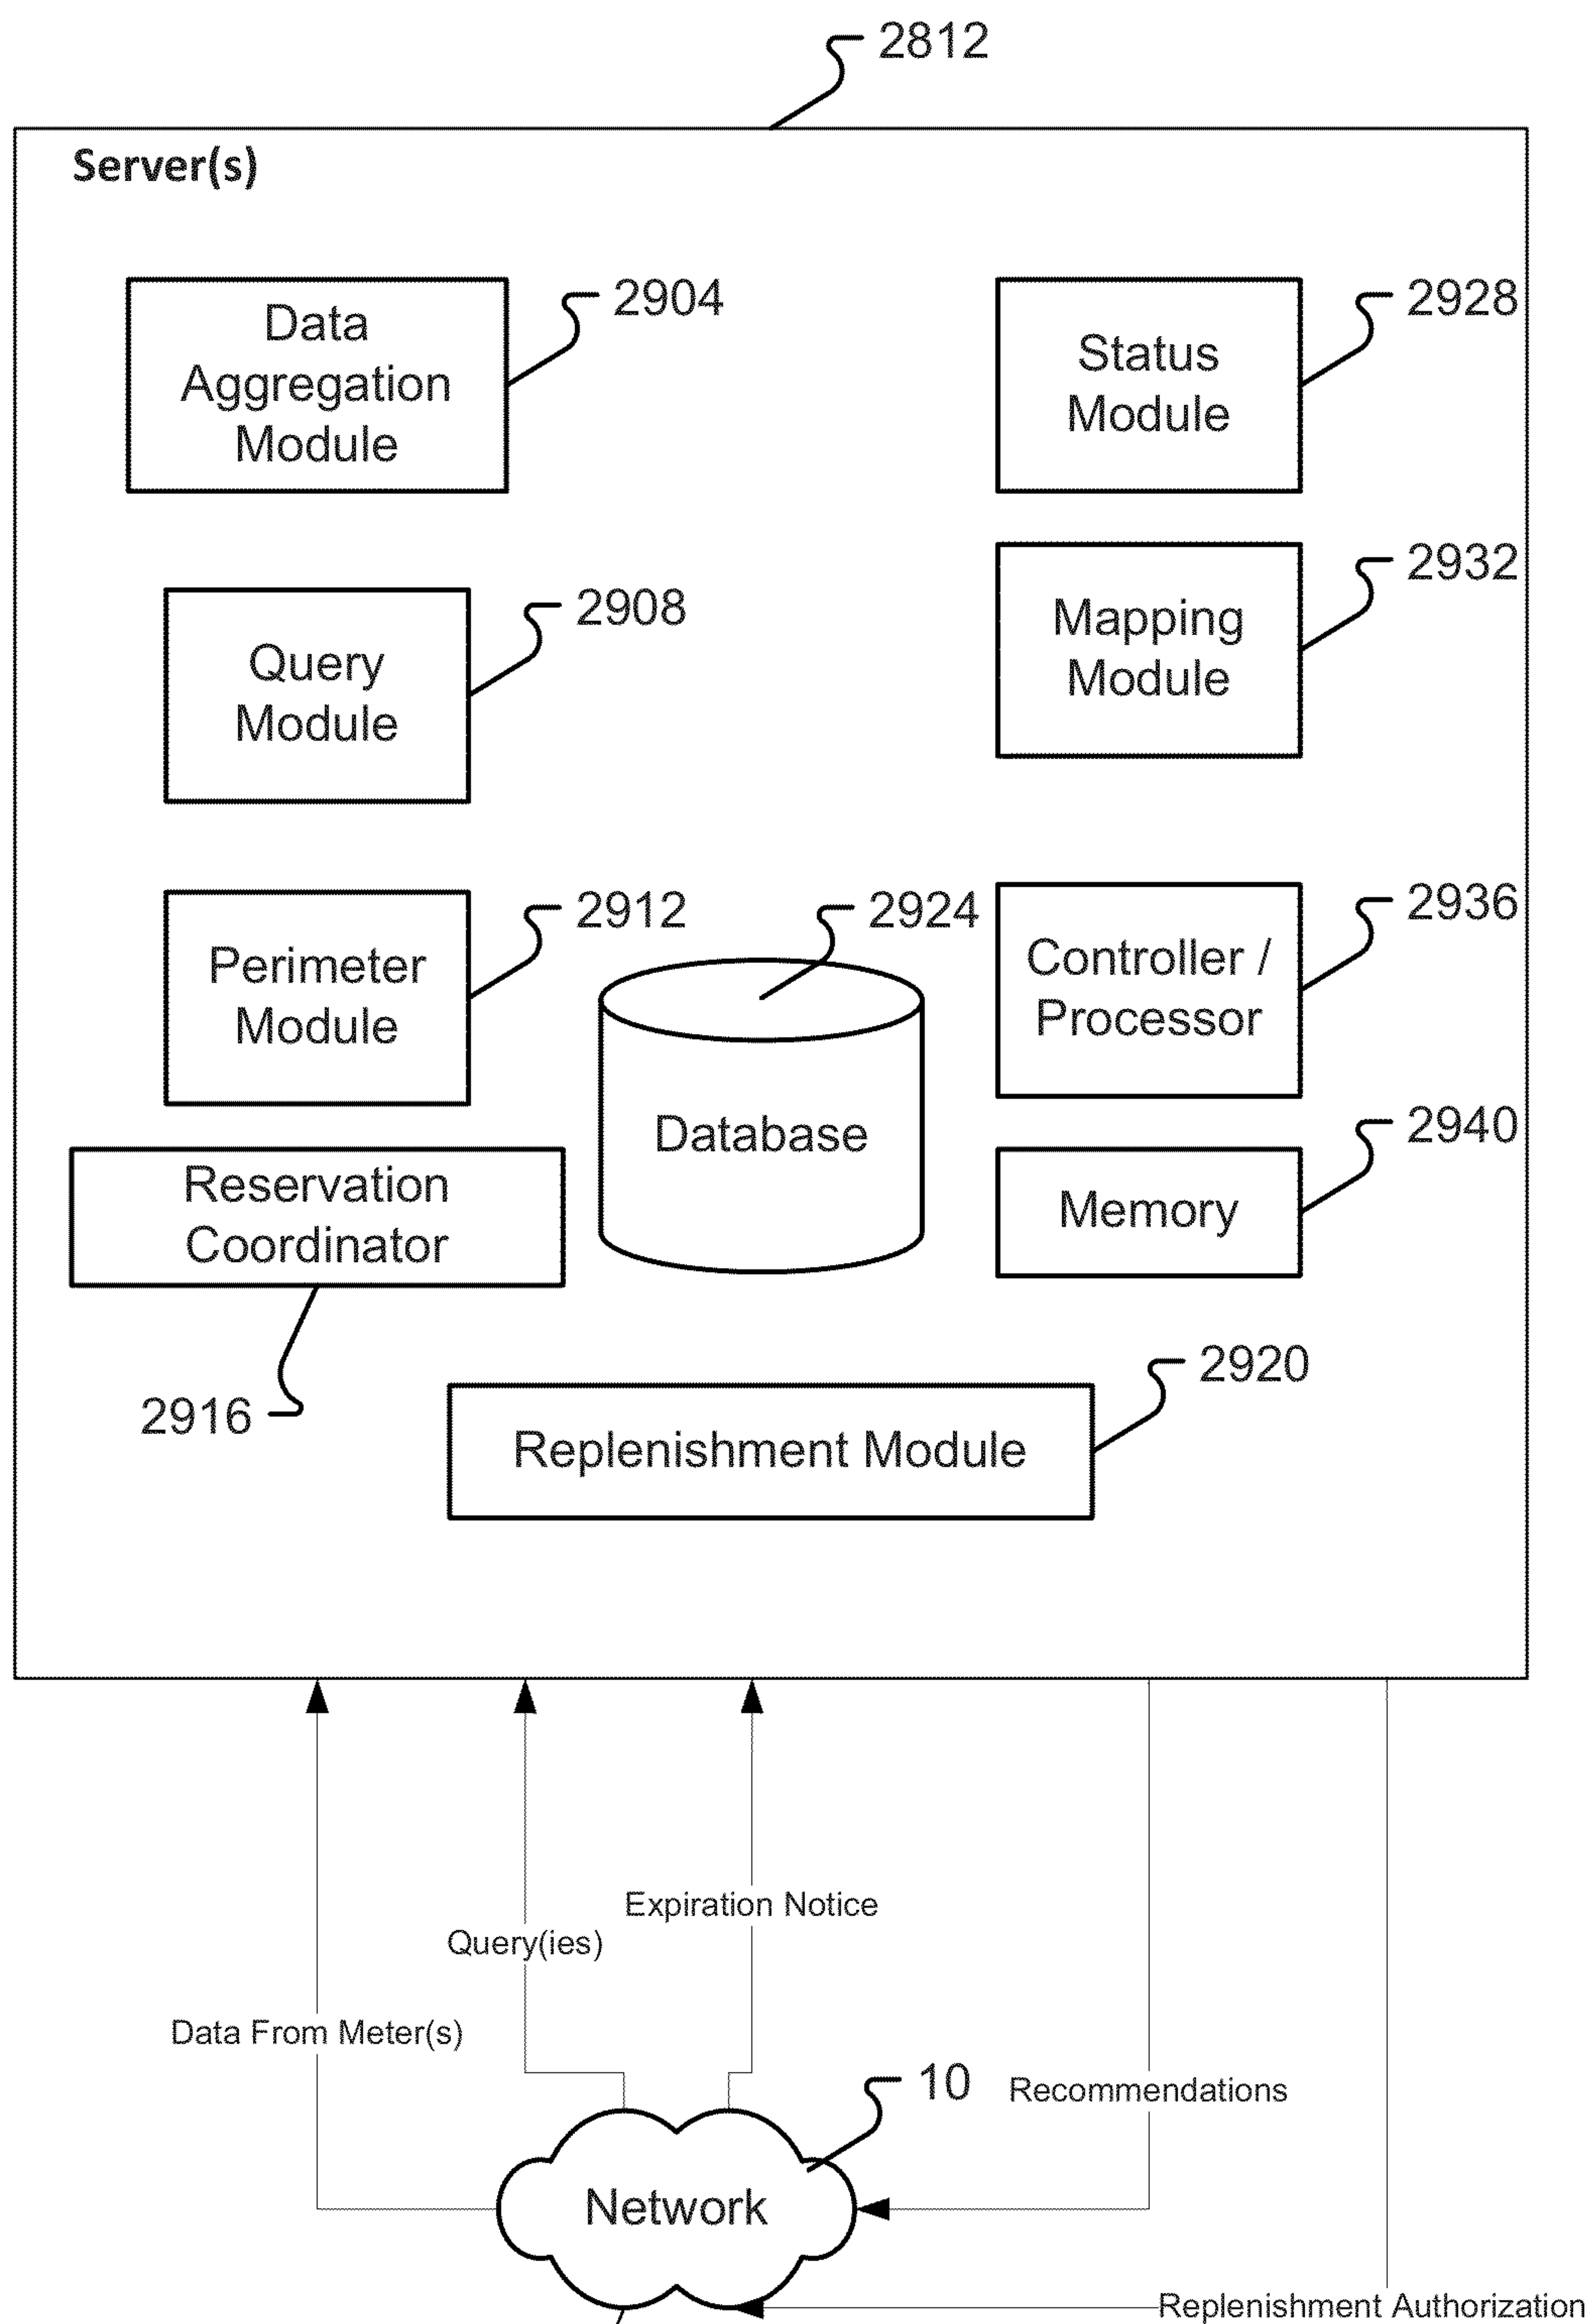 2812
Server(s)
Data
Aggregation
Module
2904
Status
Module
2928
Query
Module
2908
Mapping
Module
2932
Perimeter
Module
2912
2924
Database
Controller /
Processor
2936
Reservation
Coordinator
2916
Memory
2940
Replenishment Module
2920
Expiration Notice
Query(ies)
Data From Meter(s)
10
Recommendations
Network
Replenishment Authorization